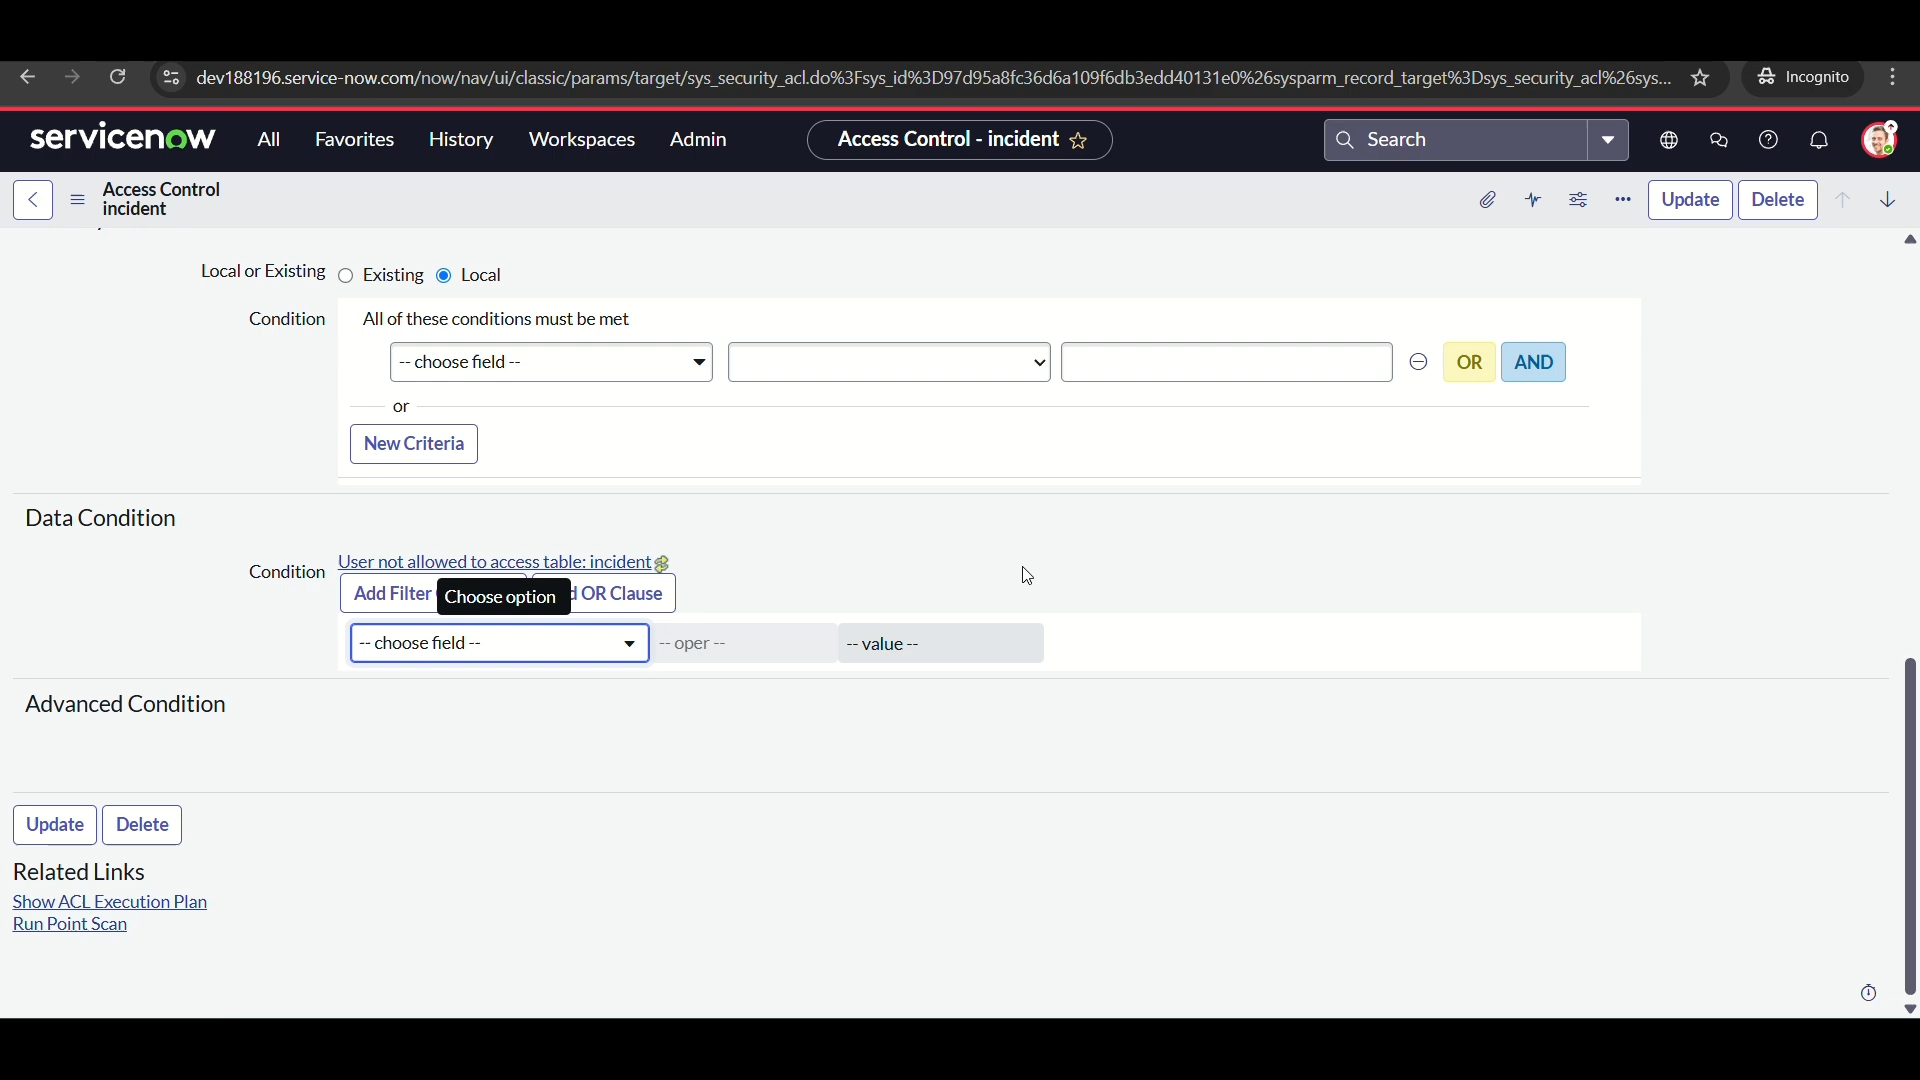 dev188196.service-now.com/now/nav/ui/classic/params/target/sys_security_acl.do%3Fsys_id%3D97d95a8fc36d6a109f6db3edd40131e0%26sysparm_record_target%3Dsys_security_acl%26sys...
Incognito
servicenow All Favorites History Workspaces Admin Access Control - incident Search
Access Control
incident
Update Delete
Local or Existing Existing Local
Condition All of these conditions must be met
-- choose field -- OR AND
or
New Criteria
Data Condition
Condition User not allowed to access table: incident
Add Filter Choose option d OR Clause
-- choose field -- -- oper -- -- value --
Advanced Condition
Update Delete
Related Links
Show ACL Execution Plan
Run Point Scan